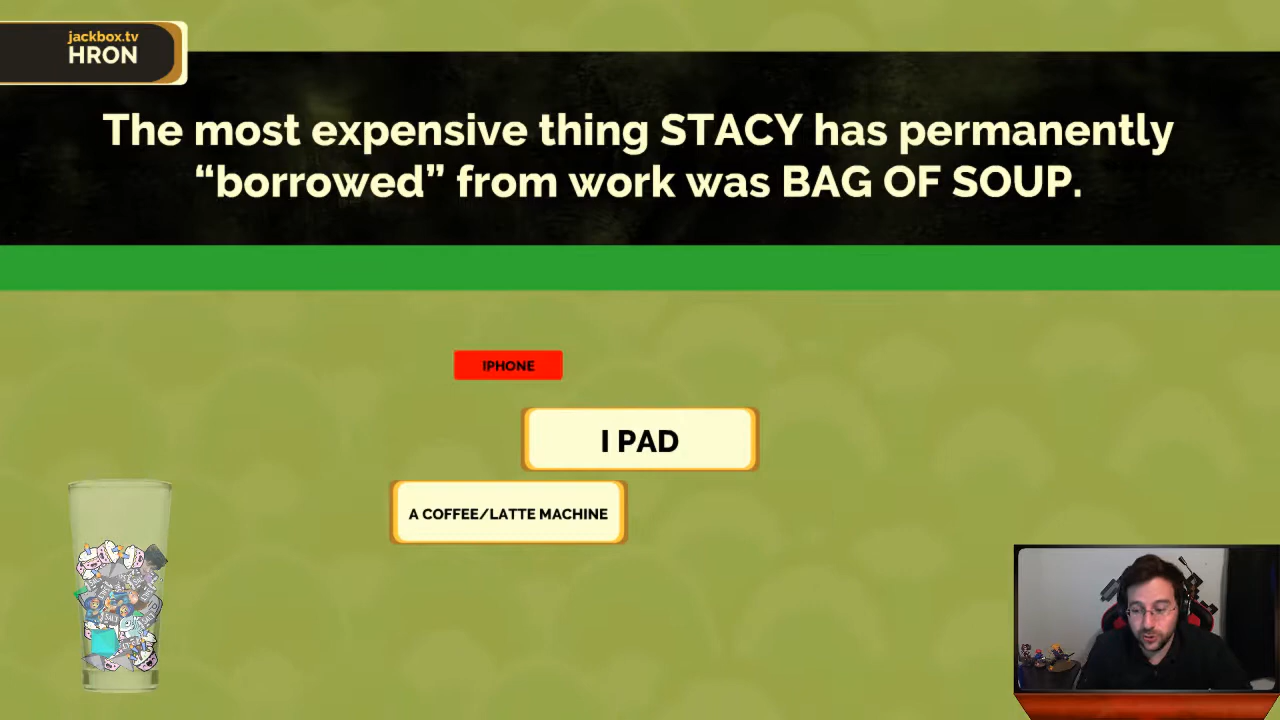 jackbox.tv
HRON
The most expensive thing STACY has permanently
“borrowed” from work was BAG OF SOUP.
IPHONE
I PAD
A COFFEE/LATTE MACHINE